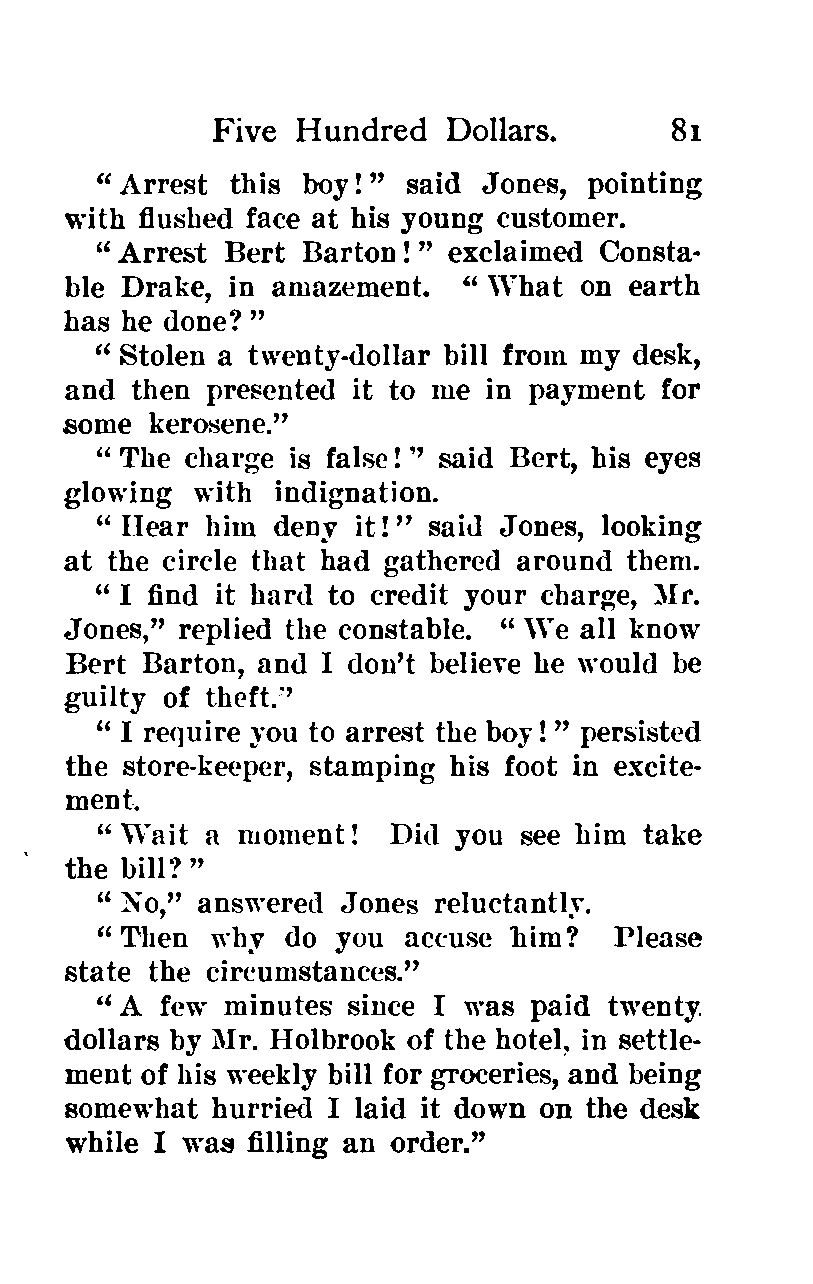 Five Hundred Dollars. 81
“Arrest this boy!” said Jones, pointing
with flushed face at his young customer.
“Arrest Bert Barton!” exclaimed Consta-
ble Drake, in amazement. “What on earth
has he done?”
“Stolen a twenty-dollar bill from my desk,
and then presented it to me in payment for
some kerosene.”
“The charge is false!” said Bert, his eyes
glowing with indignation.
“Hear him deny it!” said Jones, looking
at the circle that had gathered around them.
“I find it hard to credit your charge, Mr.
Jones,” replied the constable. “We all know
Bert Barton, and I don’t believe he would be
guilty of theft.”
“I require you to arrest the boy!” persisted
the store-keeper, stamping his foot in excite-
ment.
“Wait a moment! Did you see him take
the bill?”
“No,” answered Jones reluctantly.
“Then why do you accuse him? Please
state the circumstances.”
“A few minutes since I was paid twenty
dollars by Mr. Holbrook of the hotel, in settle-
ment of his weekly bill for groceries, and being
somewhat hurried I laid it down on the desk
while I was filling an order.”